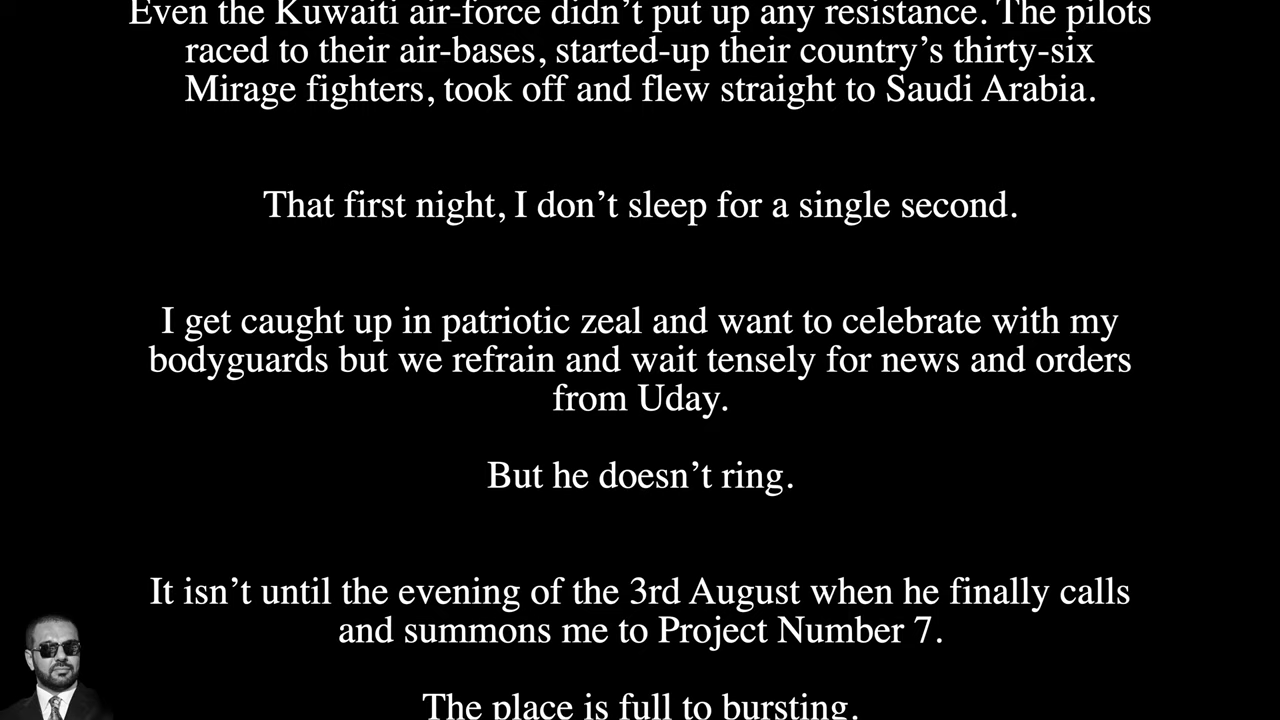 Even the Kuwaiti air-force didn’t put up any resistance. The pilots
raced to their air-bases, started-up their country’s thirty-six
Mirage fighters, took off and flew straight to Saudi Arabia.
That first night, I don’t sleep for a single second.
I get caught up in patriotic zeal and want to celebrate with my
bodyguards but we refrain and wait tensely for news and orders
from Uday.
But he doesn’t ring.
It isn’t until the evening of the 3rd August when he finally calls
and summons me to Project Number 7.
The place is full to bursting.